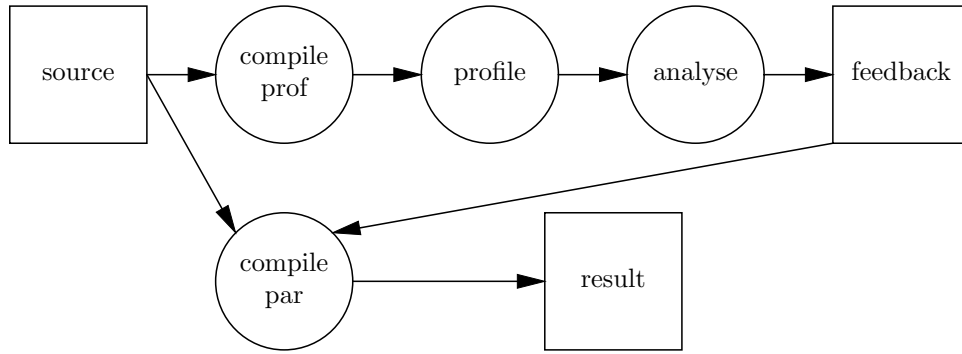 source
compile
prof
profile
analyse
feedback
compile
par
result